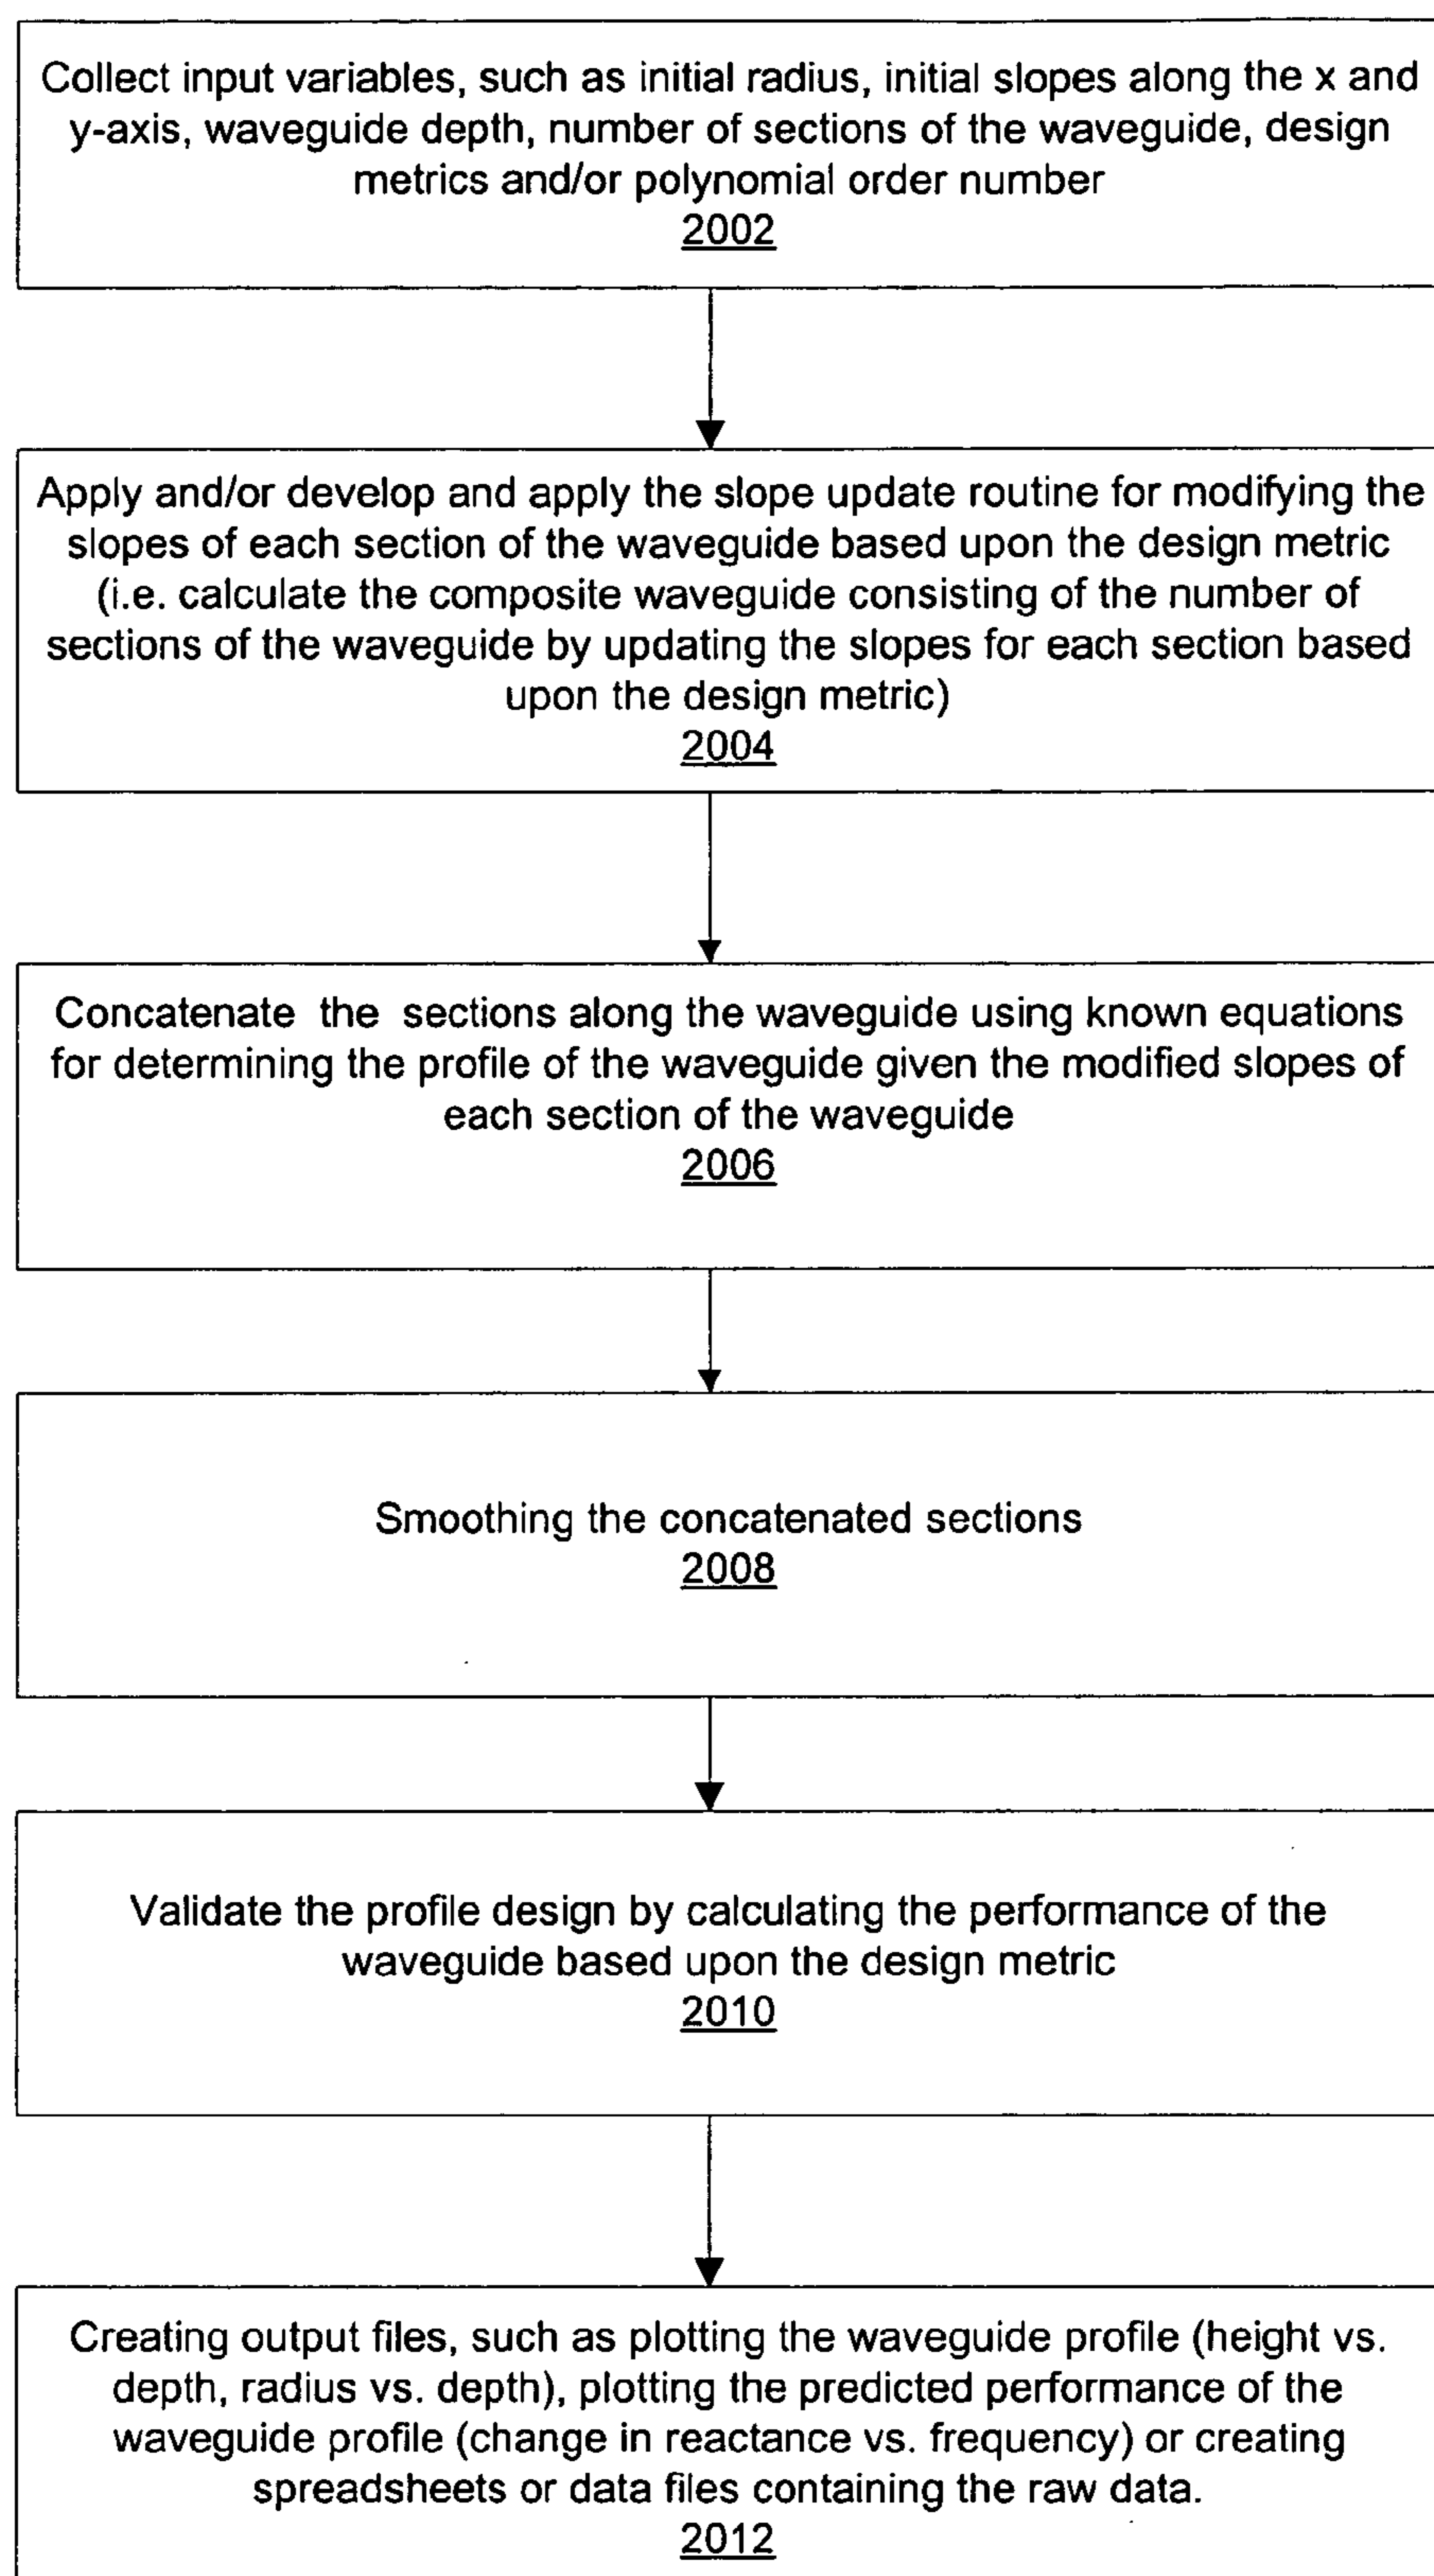 Collect input variables, such as initial radius, initial slopes along the x and
y-axis, waveguide depth, number of sections of the waveguide, design
metrics and/or polynomial order number
2002
Apply and/or develop and apply the slope update routine for modifying the
slopes of each section of the waveguide based upon the design metric
(i.e. calculate the composite waveguide consisting of the number of
sections of the waveguide by updating the slopes for each section based
upon the design metric)
2004
Concatenate the sections along the waveguide using known equations
for determining the profile of the waveguide given the modified slopes of
each section of the waveguide
2006
Smoothing the concatenated sections
2008
Validate the profile design by calculating the performance of the
waveguide based upon the design metric
2010
Creating output files, such as plotting the waveguide profile (height vs.
depth, radius vs. depth), plotting the predicted performance of the
waveguide profile (change in reactance vs. frequency) or creating
spreadsheets or data files containing the raw data.
2012